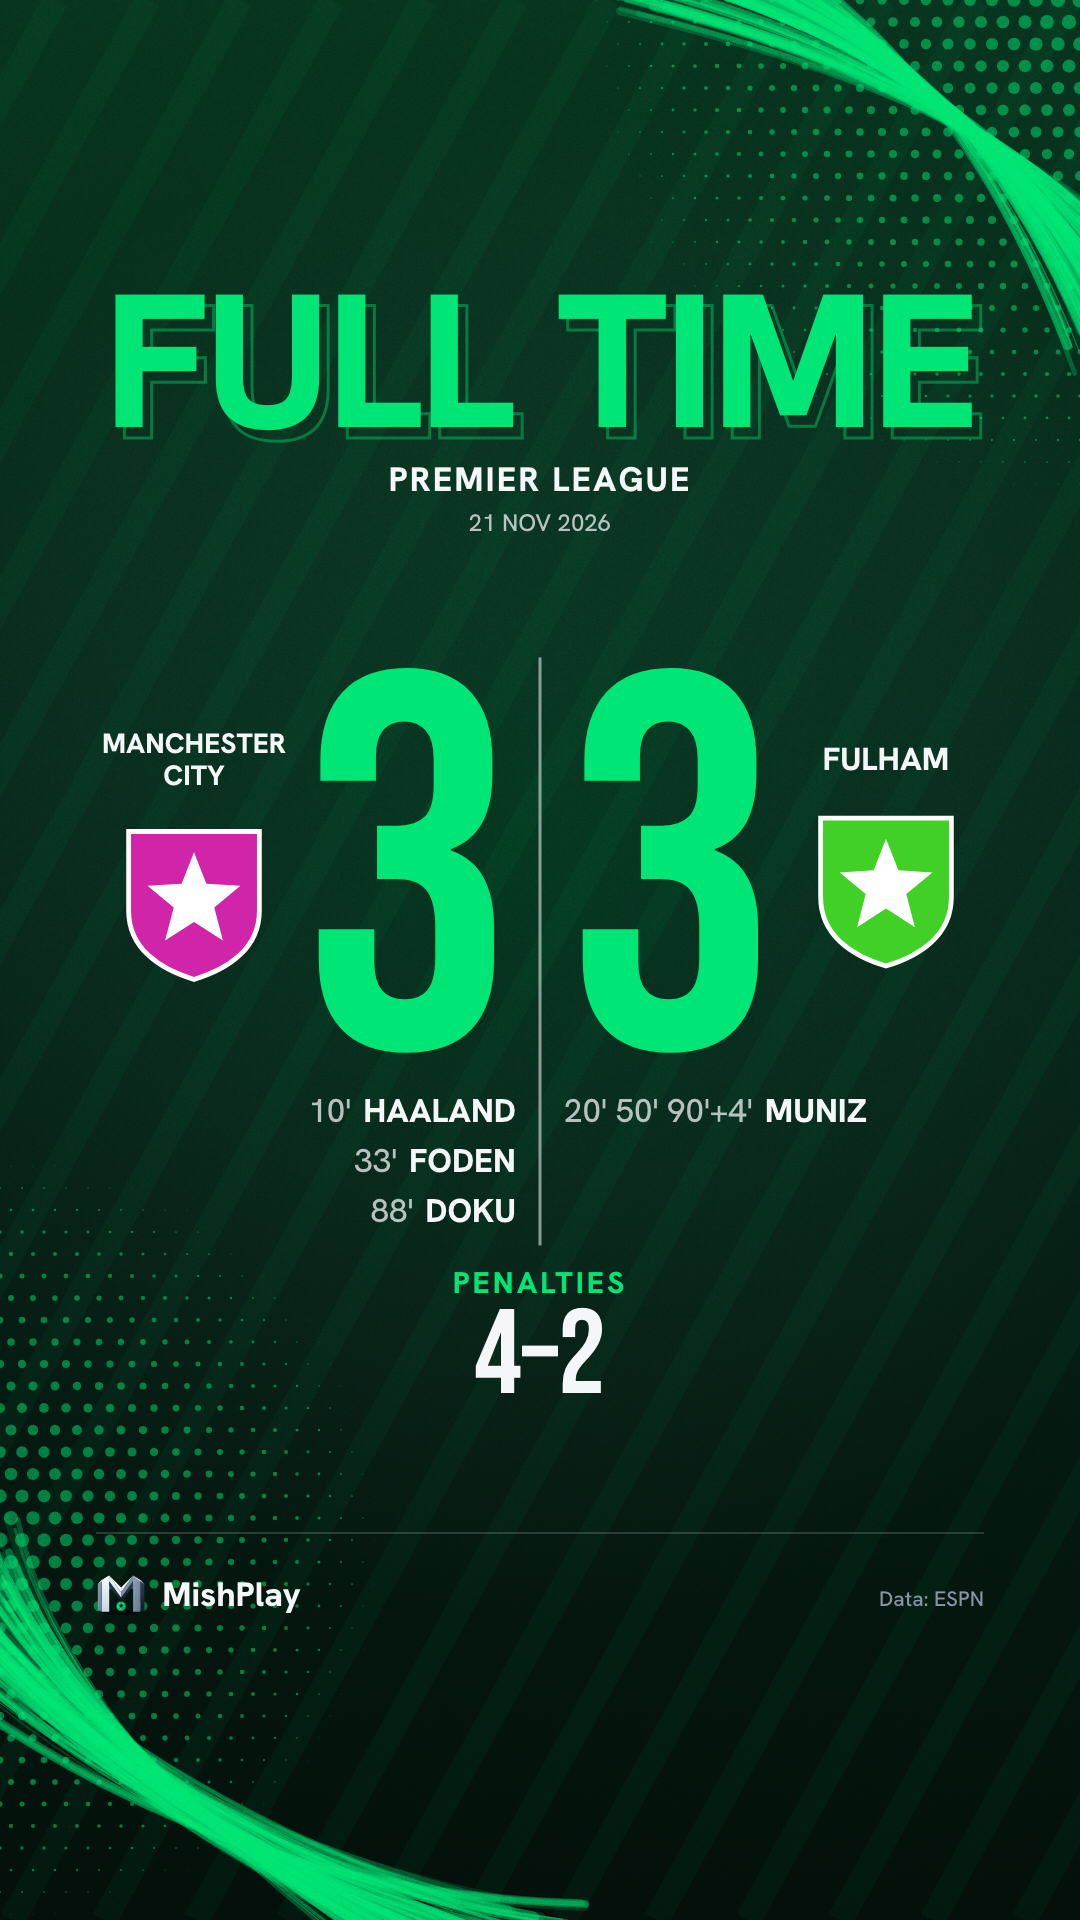 FULL TIME
PREMIER LEAGUE
21 NOV 2026
MANCHESTER
CITY
3
3
FULHAM
10' HAALAND
33' FODEN
88' DOKU
20' 50' 90'+4' MUNIZ
PENALTIES
4–2
MishPlay
Data: ESPN